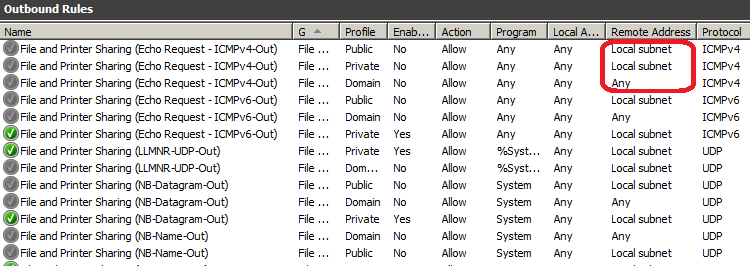 Outbound Rules
Name G Profile Enab... Action Program Local A... Remote Address Protocol
File and Printer Sharing (Echo Request - ICMPv4-Out) File ... Public No Allow Any Any Local subnet ICMPv4
File and Printer Sharing (Echo Request - ICMPv4-Out) File ... Private No Allow Any Any Local subnet ICMPv4
File and Printer Sharing (Echo Request - ICMPv4-Out) File ... Domain No Allow Any Any Any ICMPv4
File and Printer Sharing (Echo Request - ICMPv6-Out) File ... Public No Allow Any Any Local subnet ICMPv6
File and Printer Sharing (Echo Request - ICMPv6-Out) File ... Domain No Allow Any Any Any ICMPv6
File and Printer Sharing (Echo Request - ICMPv6-Out) File ... Private Yes Allow Any Any Local subnet ICMPv6
File and Printer Sharing (LLMNR-UDP-Out) File ... Private Yes Allow %Syst... Any Local subnet UDP
File and Printer Sharing (LLMNR-UDP-Out) File ... Dom... No Allow %Syst... Any Local subnet UDP
File and Printer Sharing (NB-Datagram-Out) File ... Public No Allow System Any Local subnet UDP
File and Printer Sharing (NB-Datagram-Out) File ... Domain No Allow System Any Any UDP
File and Printer Sharing (NB-Datagram-Out) File ... Private Yes Allow System Any Local subnet UDP
File and Printer Sharing (NB-Name-Out) File ... Domain No Allow System Any Any UDP
File and Printer Sharing (NB-Name-Out) File ... Public No Allow System Any Local subnet UDP